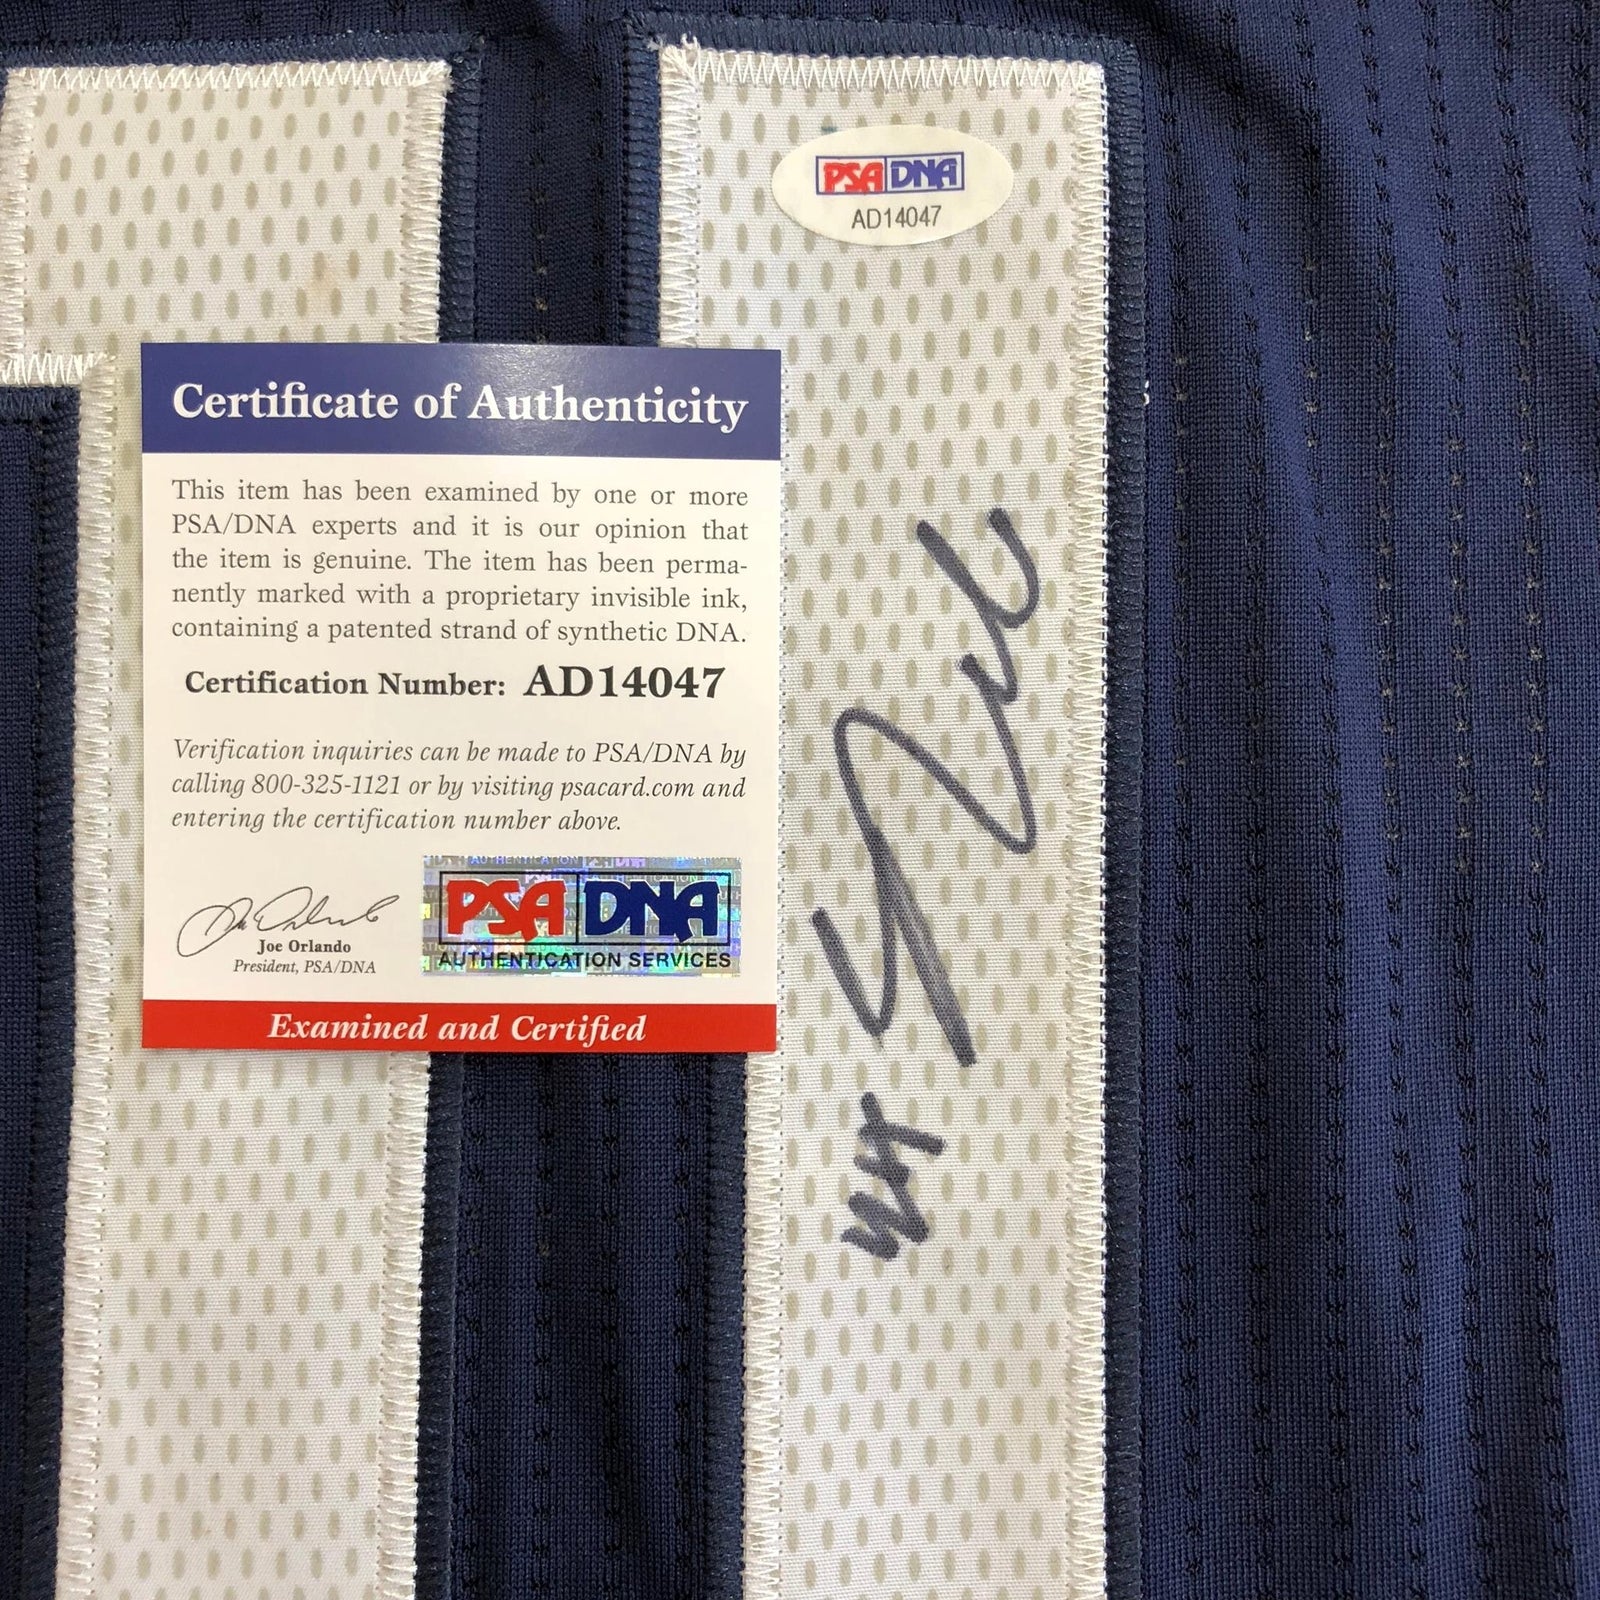 PSA DNA
AD14047
Certificate of Authenticity
This item has been examined by one or more
PSA/DNA experts and it is our opinion that
the item is genuine. The item has been perma-
nently marked with a proprietary invisible ink,
containing a patented strand of synthetic DNA.
Certification Number: AD14047
Verification inquiries can be made to PSA/DNA by
calling 800-325-1121 or by visiting psacard.com and
entering the certification number above.
Joe Orlando
President, PSA/DNA
PSA DNA
AUTHENTICATION SERVICES
Examined and Certified